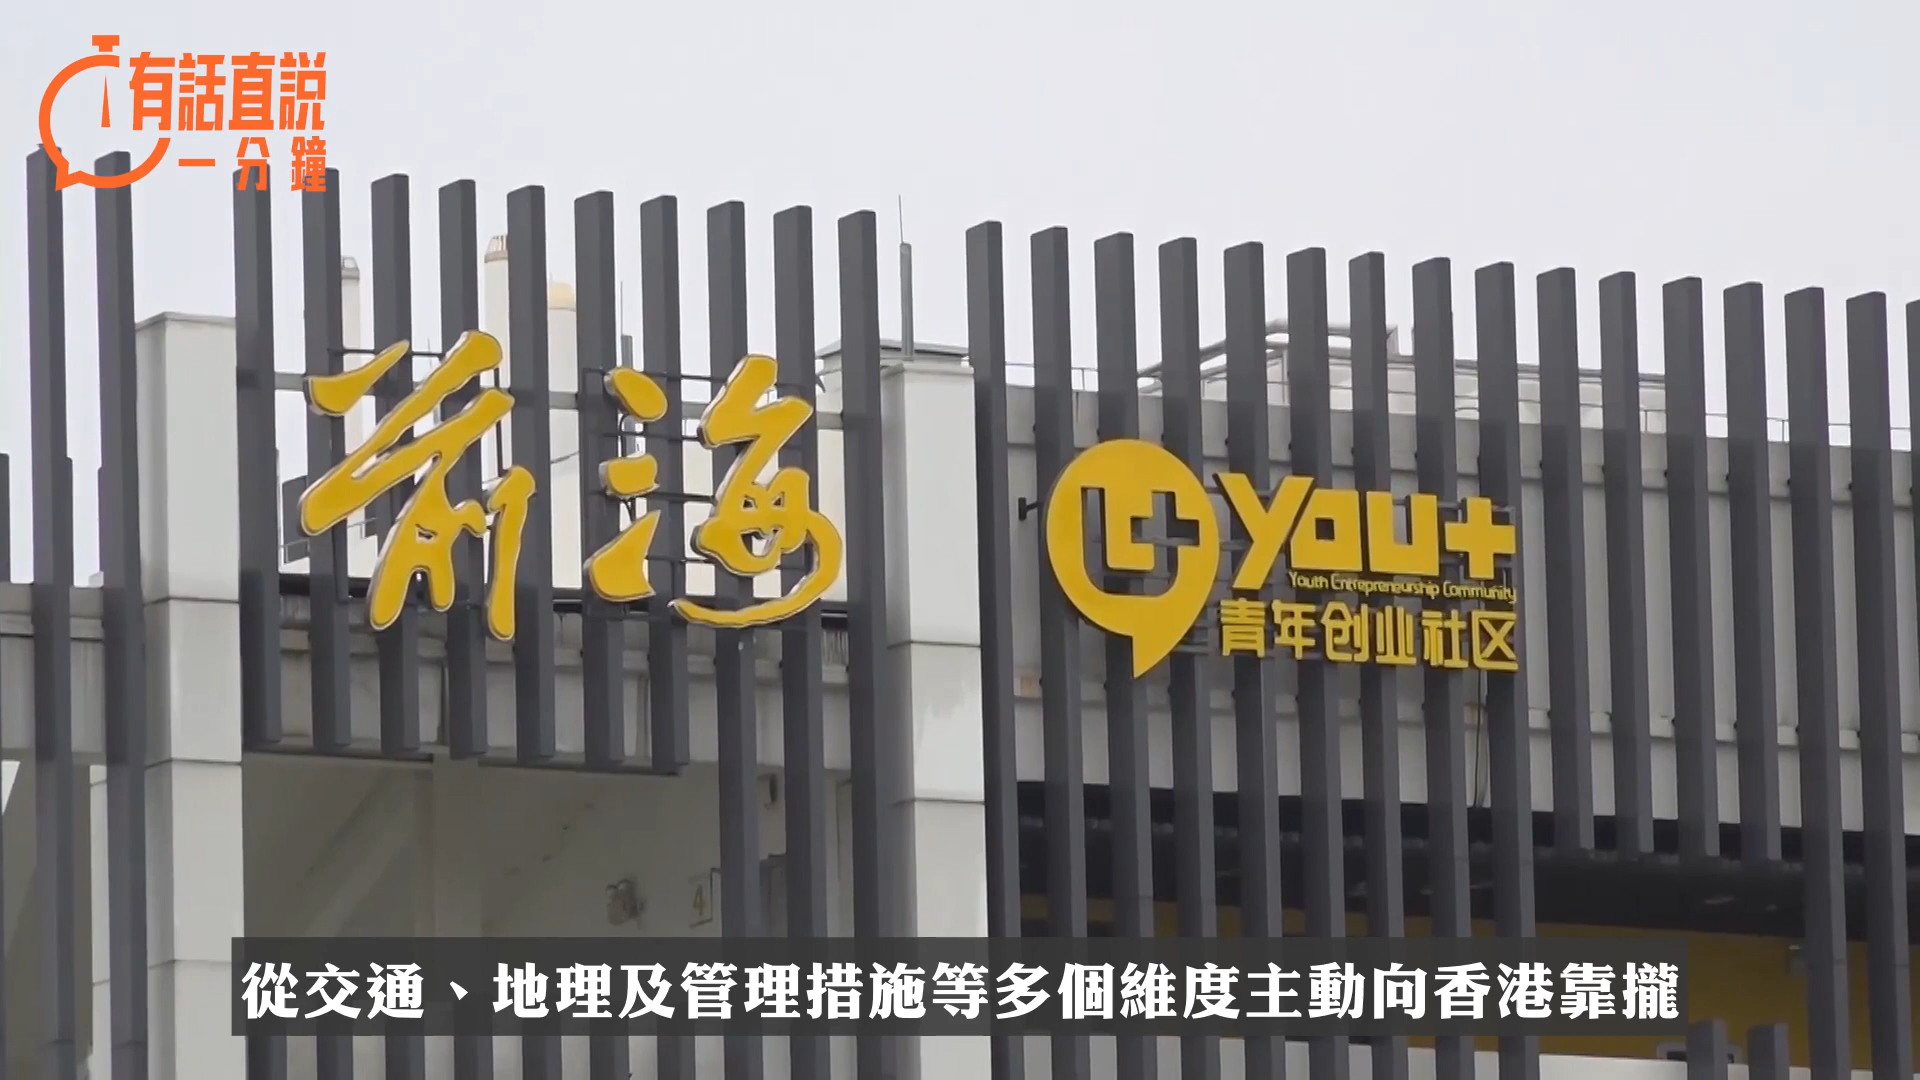 有話直説
一分鐘
前海
you+
Youth Entrepreneurship Community
青年创业社区
4
從交通、地理及管理措施等多個維度主動向香港靠攏